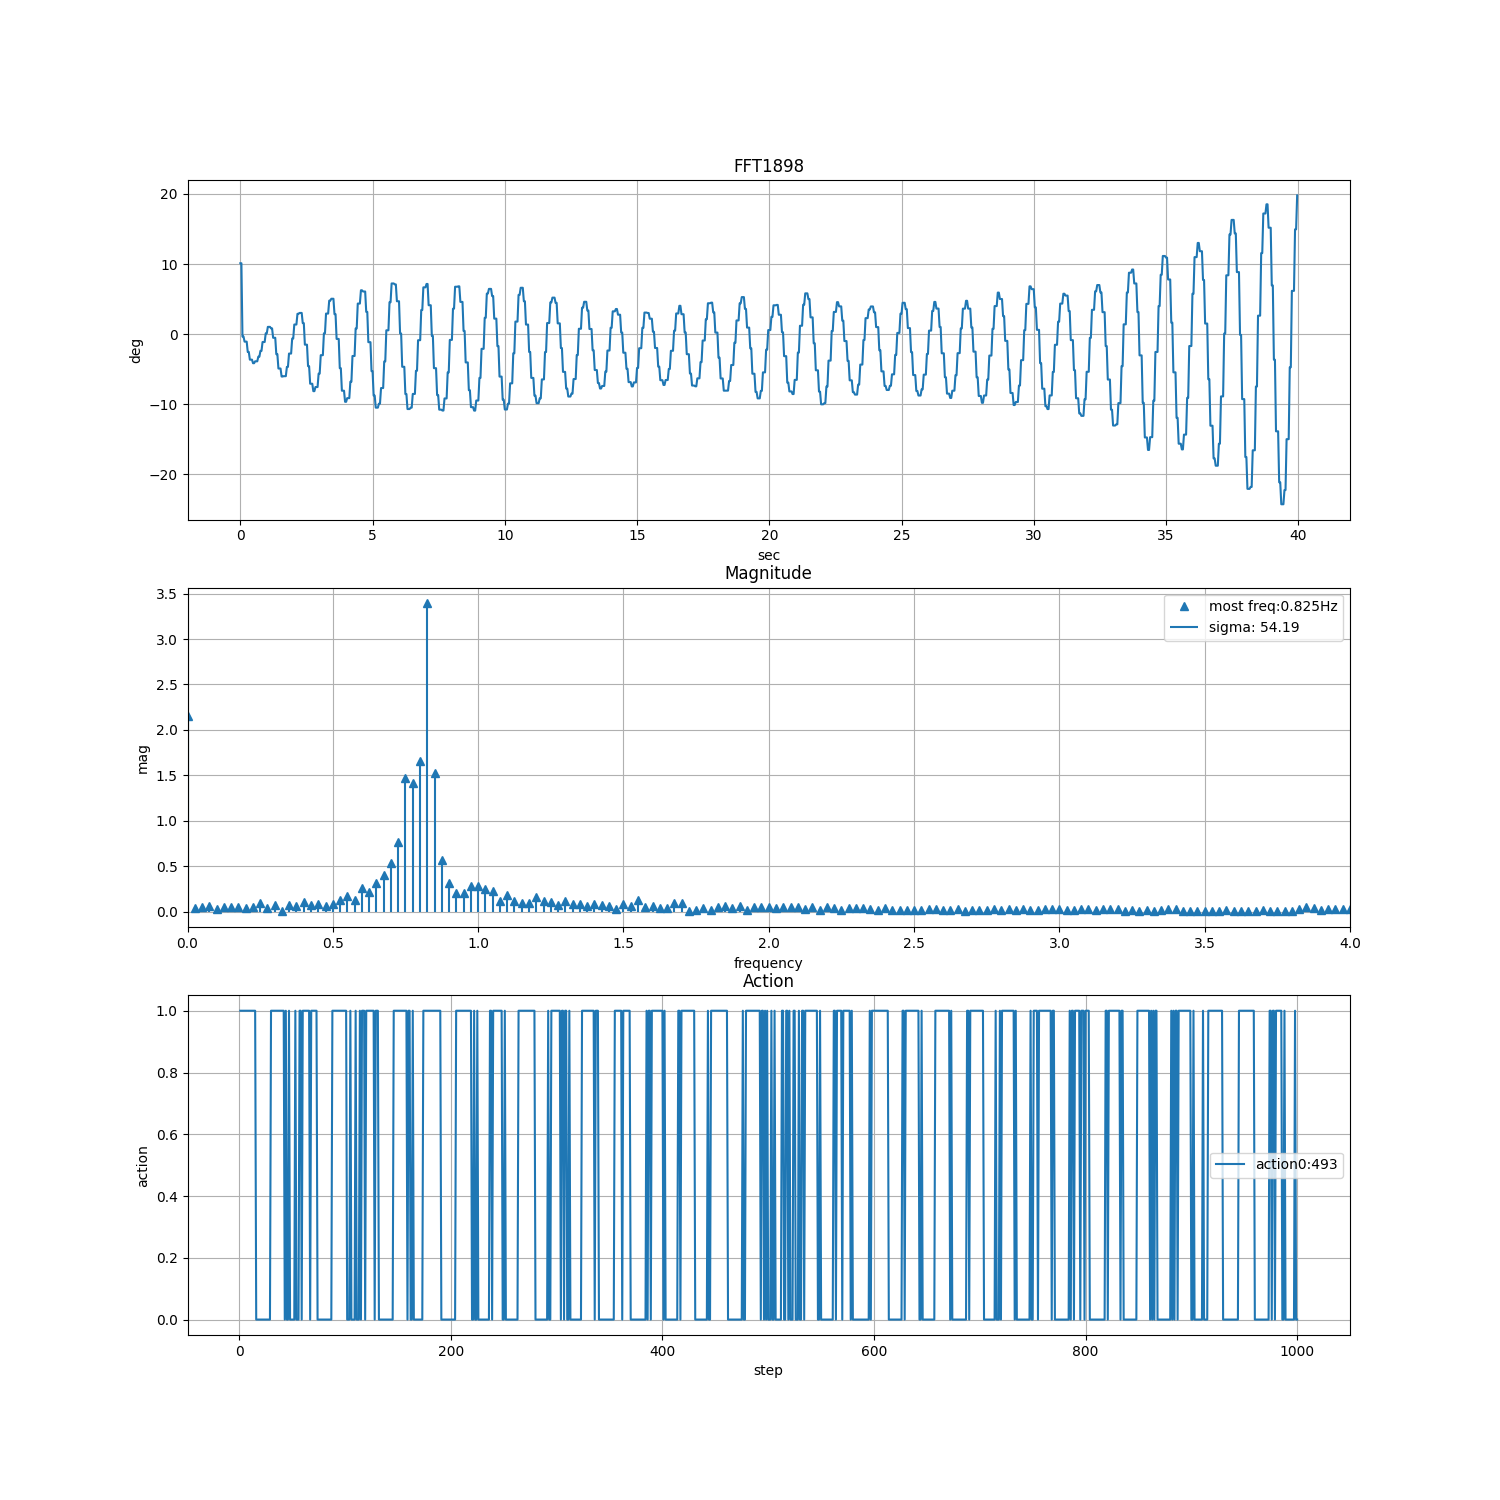 FFT1898
20
10
0
−10
−20
deg
0 5 10 15 20 25 30 35 40
sec
Magnitude
3.5
3.0
2.5
2.0
1.5
1.0
0.5
0.0
mag
most freq:0.825Hz
sigma: 54.19
0.0 0.5 1.0 1.5 2.0 2.5 3.0 3.5 4.0
frequency
Action
1.0
0.8
0.6
0.4
0.2
0.0
action
action0:493
0 200 400 600 800 1000
step